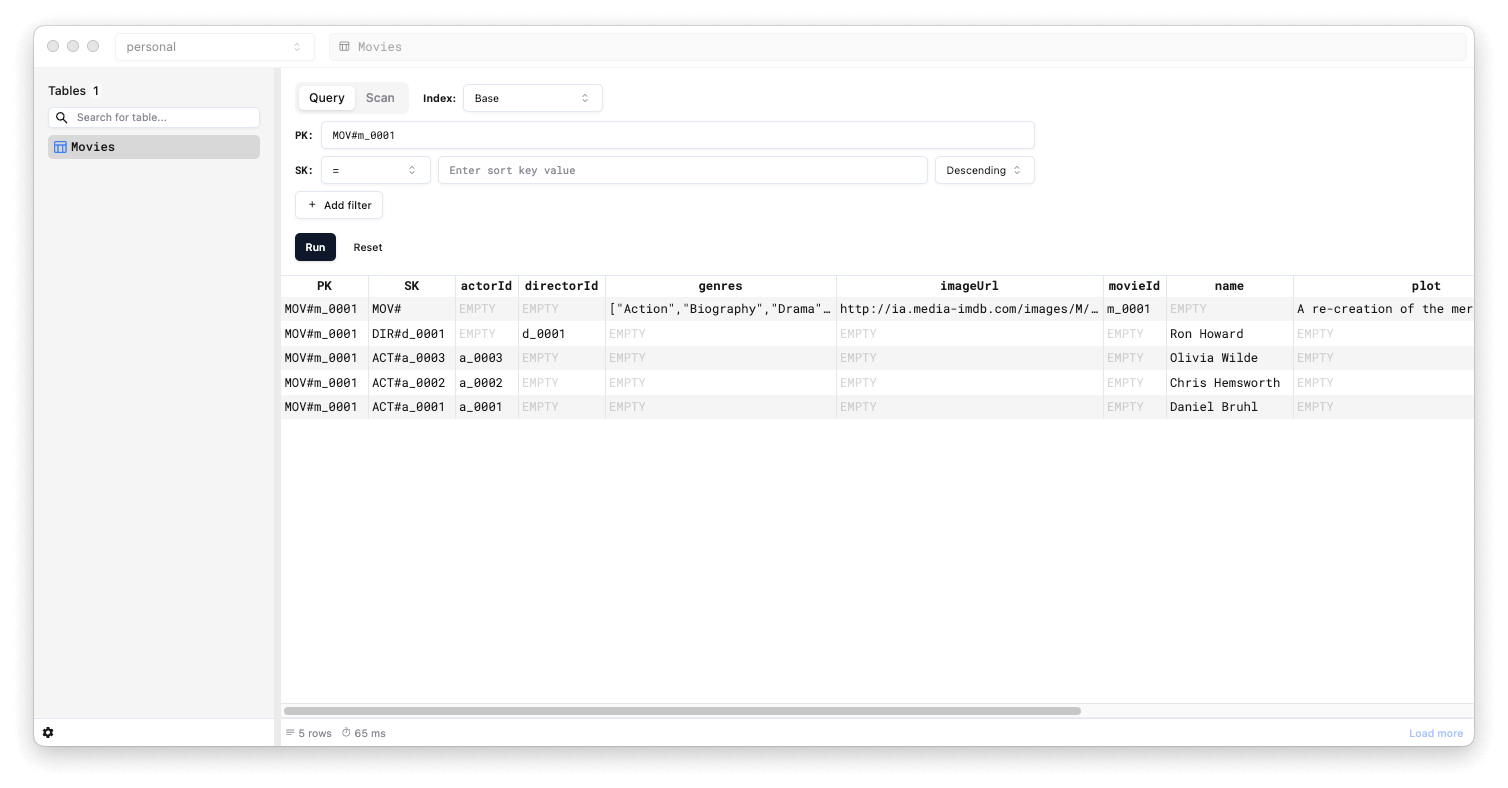 personal Movies
Tables 1
Search for table...
Movies
Query Scan Index: Base
PK: MOV#m_0001
SK: = Enter sort key value Descending
+ Add filter
Run Reset
PK SK actorId directorId genres imageUrl movieId name plot
MOV#m_0001 MOV# EMPTY EMPTY ["Action","Biography","Drama"… http://ia.media-imdb.com/images/M/… m_0001 EMPTY A re-creation of the mer
MOV#m_0001 DIR#d_0001 EMPTY d_0001 EMPTY EMPTY EMPTY Ron Howard EMPTY
MOV#m_0001 ACT#a_0003 a_0003 EMPTY EMPTY EMPTY EMPTY Olivia Wilde EMPTY
MOV#m_0001 ACT#a_0002 a_0002 EMPTY EMPTY EMPTY EMPTY Chris Hemsworth EMPTY
MOV#m_0001 ACT#a_0001 a_0001 EMPTY EMPTY EMPTY EMPTY Daniel Bruhl EMPTY
5 rows 65 ms Load more